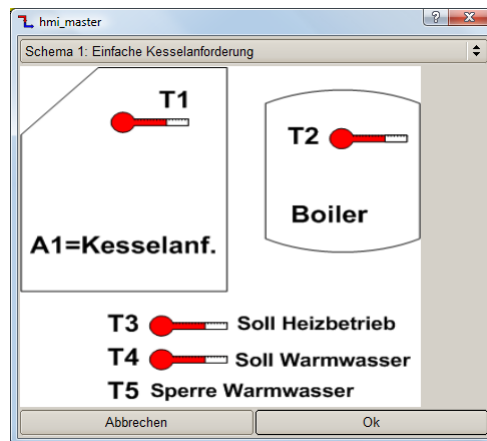 hmi_master
?
X
Schema 1: Einfache Kesselanforderung
T1
T2
Boiler
A1=Kesselanf.
T3 Soll Heizbetrieb
T4 Soll Warmwasser
T5 Sperre Warmwasser
Abbrechen
Ok